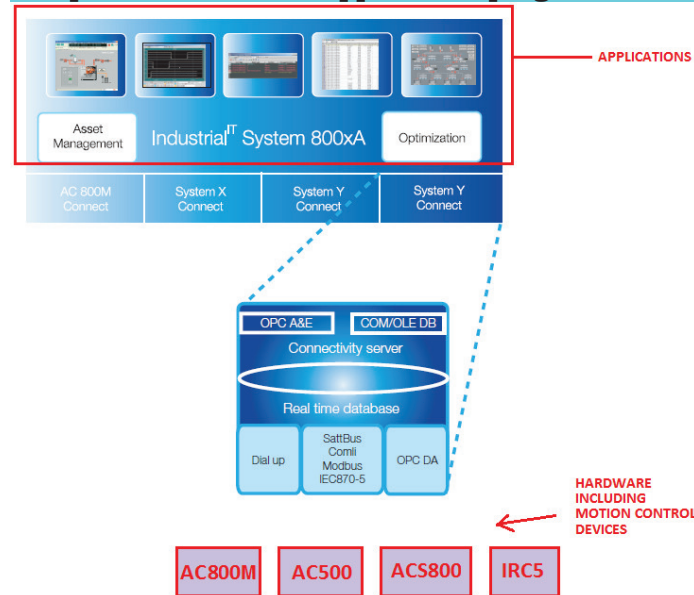 APPLICATIONS
Asset
Management
Industrial IT System 800xA
Optimization
AC 800M
Connect
System X
Connect
System Y
Connect
System Y
Connect
OPC A&E
COM/OLE DB
Connectivity server
Real time database
Dial up
SattBus
Comli
Modbus
IEC870-5
OPC DA
HARDWARE
INCLUDING
MOTION CONTROL
DEVICES
AC800M
AC500
ACS800
IRC5